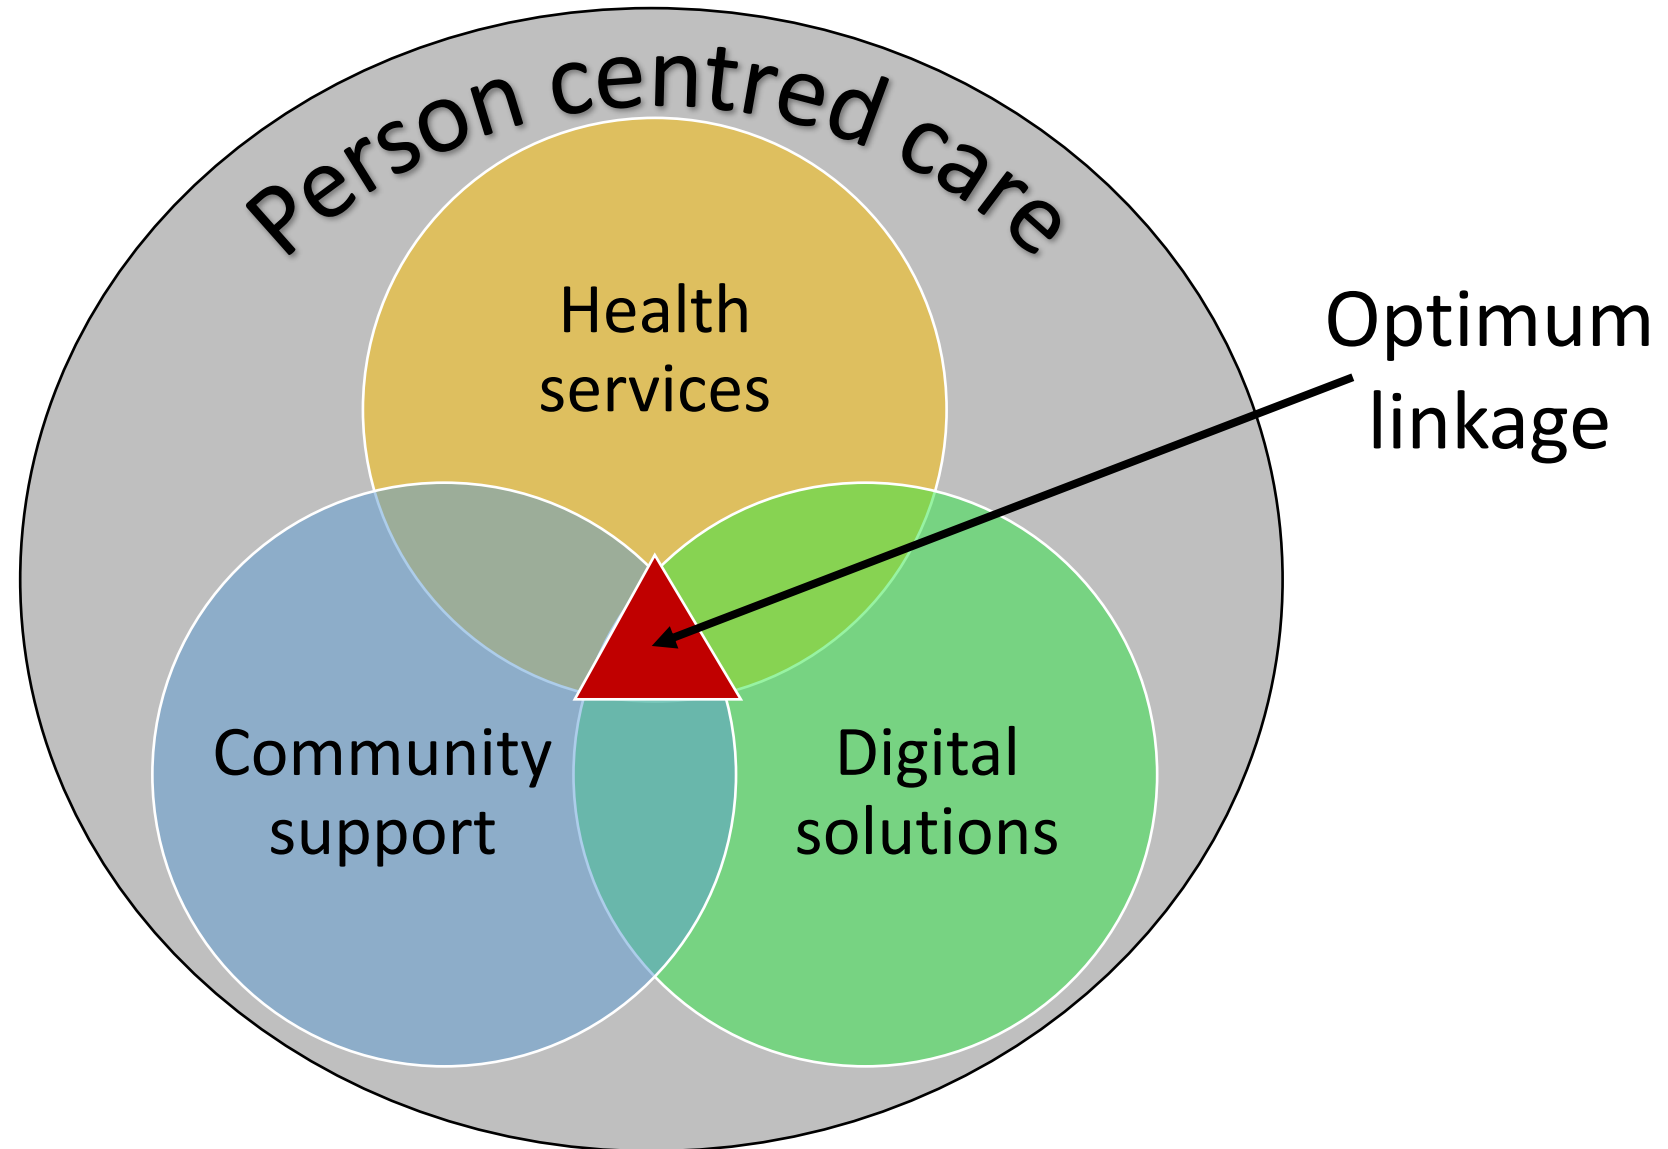 Person centred care
Health
services
Optimum
linkage
Community
support
Digital
solutions